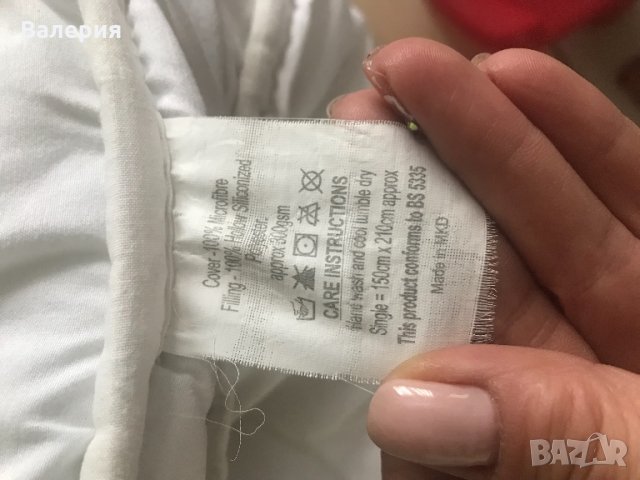 Валерия
Cover -100% Microfibre
Filling - 100% Hollow Siliconized
Polyester,
approx 300gsm
CARE INSTRUCTIONS
Hand wash and cool tumble dry
Single = 150cm x 210cm approx
This product conforms to BS 5335
Made in MKD
BAZAR